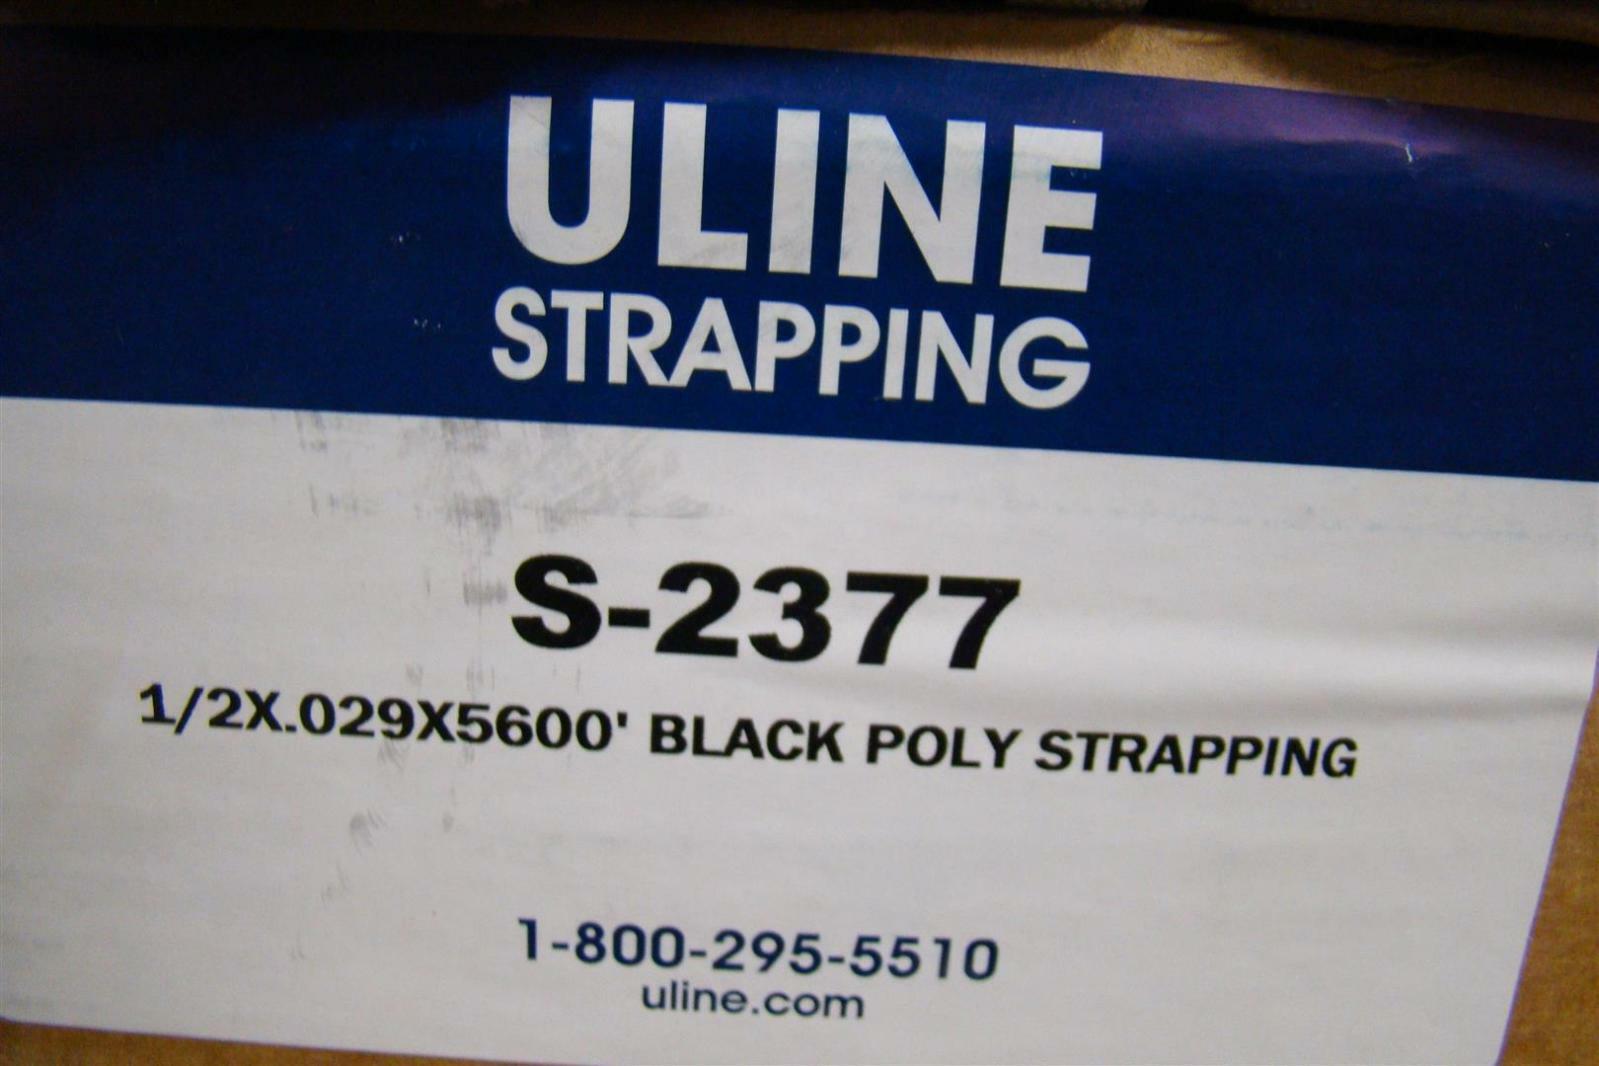 ULINE
STRAPPING
S-2377
1/2X.029X5600' BLACK POLY STRAPPING
1-800-295-5510
uline.com